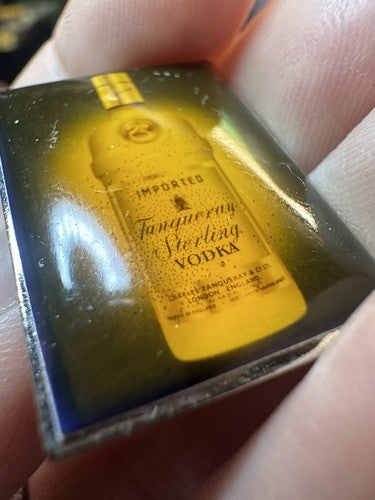 IMPORTED
Tanqueray
Sterling
VODKA
CHARLES TANQUERAY & CO.
LONDON, ENGLAND.